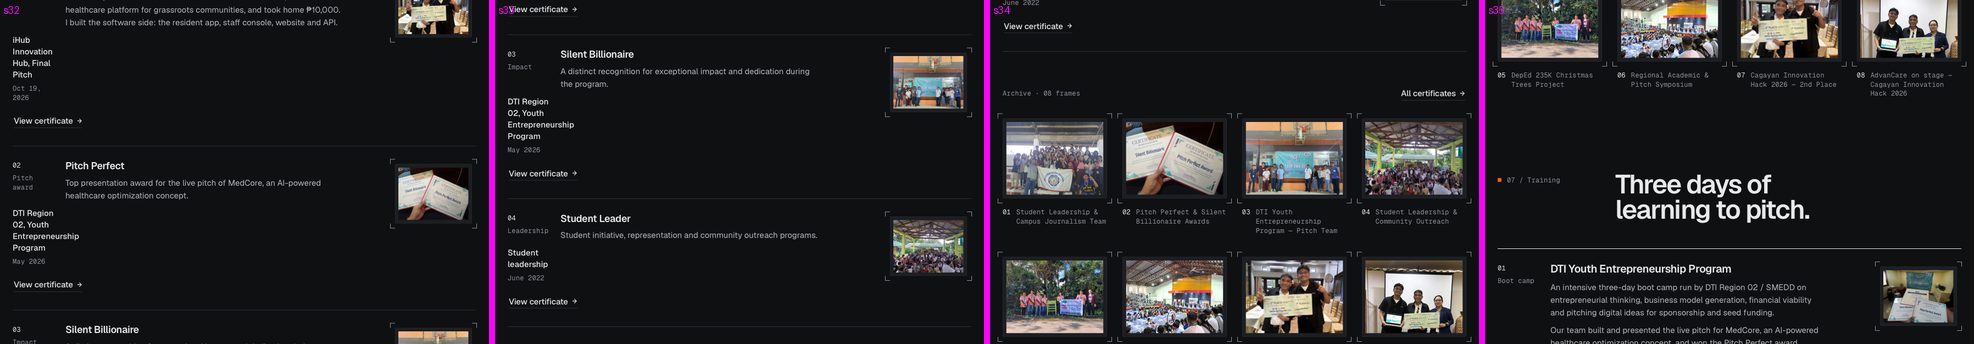 s32
healthcare platform for grassroots communities, and took home ₱10,000.
I built the software side: the resident app, staff console, website and API.
iHub
Innovation
Hub, Final
Pitch
Oct 19,
2026
View certificate →
02
Pitch
award
Pitch Perfect
Top presentation award for the live pitch of MedCore, an AI-powered
healthcare optimization concept.
DTI Region
02, Youth
Entrepreneurship
Program
May 2026
View certificate →
03
Impact
Silent Billionaire
View certificate →
03
Impact
Silent Billionaire
A distinct recognition for exceptional impact and dedication during
the program.
DTI Region
02, Youth
Entrepreneurship
Program
May 2026
View certificate →
04
Leadership
Student Leader
Student initiative, representation and community outreach programs.
Student
leadership
June 2022
View certificate →
s34
June 2022
View certificate →
Archive · 08 frames
All certificates →
01 Student Leadership &
Campus Journalism Team
02 Pitch Perfect & Silent
Billionaire Awards
03 DTI Youth
Entrepreneurship
Program — Pitch Team
04 Student Leadership &
Community Outreach
05 DepEd 235K Christmas
Trees Project
06 Regional Academic &
Pitch Symposium
07 Cagayan Innovation
Hack 2026 — 2nd Place
08 AdvanCare on stage —
Cagayan Innovation
Hack 2026
07 / Training
Three days of
learning to pitch.
01
Boot camp
DTI Youth Entrepreneurship Program
An intensive three-day boot camp run by DTI Region 02 / SMEDD on
entrepreneurial thinking, business model generation, financial viability
and pitching digital ideas for sponsorship and seed funding.
Our team built and presented the live pitch for MedCore, an AI-powered
healthcare optimization concept, and won the Pitch Perfect award